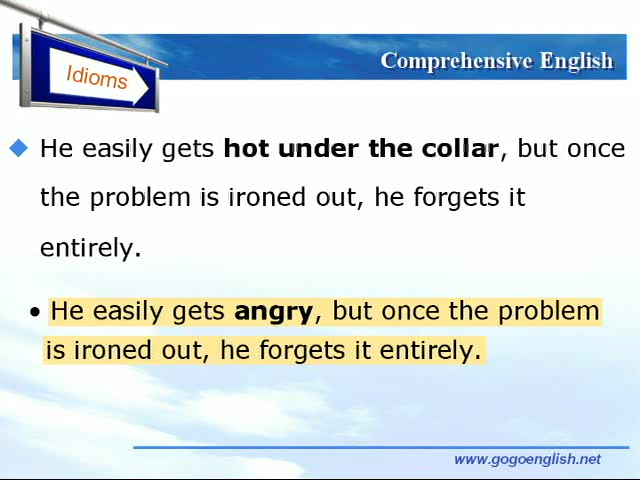 Idioms
Comprehensive English
He easily gets hot under the collar, but once
the problem is ironed out, he forgets it
entirely.
• He easily gets angry, but once the problem
is ironed out, he forgets it entirely.
www.gogoenglish.net